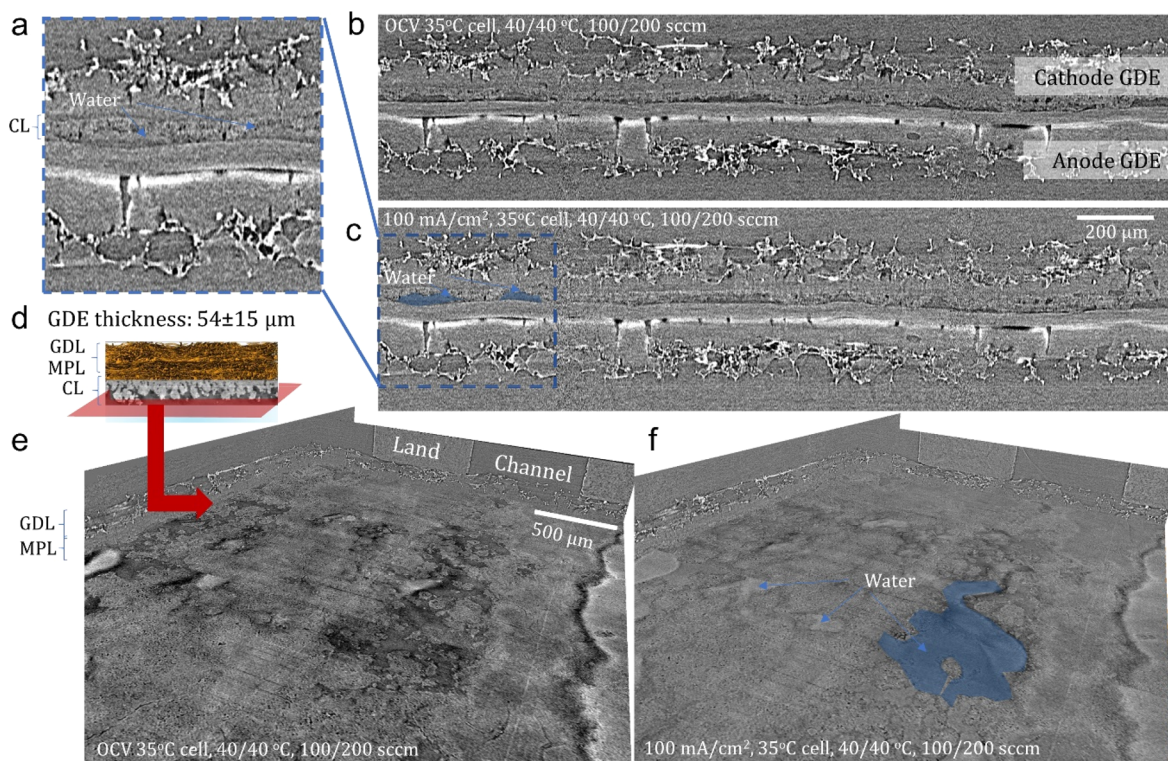 a
Water
CL
b
OCV 35°C cell, 40/40 °C, 100/200 sccm
Cathode GDE
Anode GDE
c
100 mA/cm², 35°C cell, 40/40 °C, 100/200 sccm
200 μm
Water
d
GDE thickness: 54±15 μm
GDL
MPL
CL
e
Land
Channel
500 μm
GDL
MPL
OCV 35°C cell, 40/40 °C, 100/200 sccm
f
Water
100 mA/cm², 35°C cell, 40/40 °C, 100/200 sccm